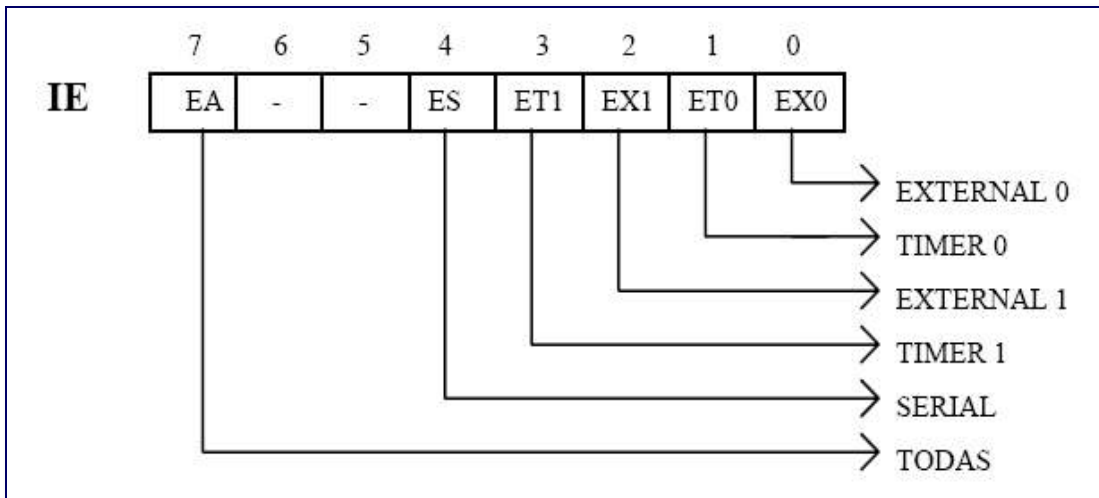 7 6 5 4 3 2 1 0
IE EA - - ES ET1 EX1 ET0 EX0
EXTERNAL 0
TIMER 0
EXTERNAL 1
TIMER 1
SERIAL
TODAS